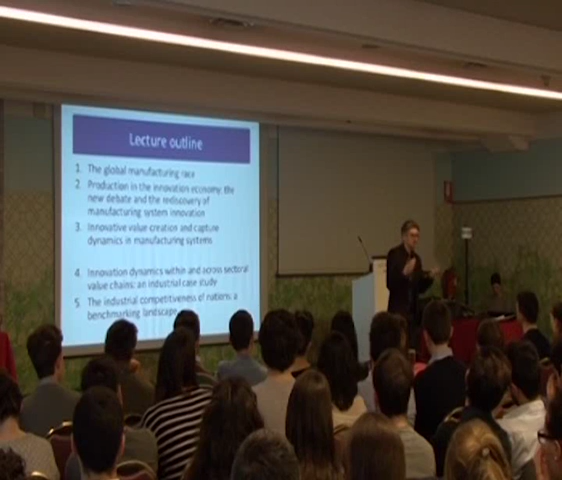 Lecture outline
1. The global manufacturing race
2. Production in the innovation economy: the
new debate and the rediscovery of
manufacturing system innovation
3. Innovative value creation and capture
dynamics in manufacturing systems
4. Innovation dynamics within and across sectoral
value chains: an industrial case study
5. The industrial competitiveness of nations: a
benchmarking landscape